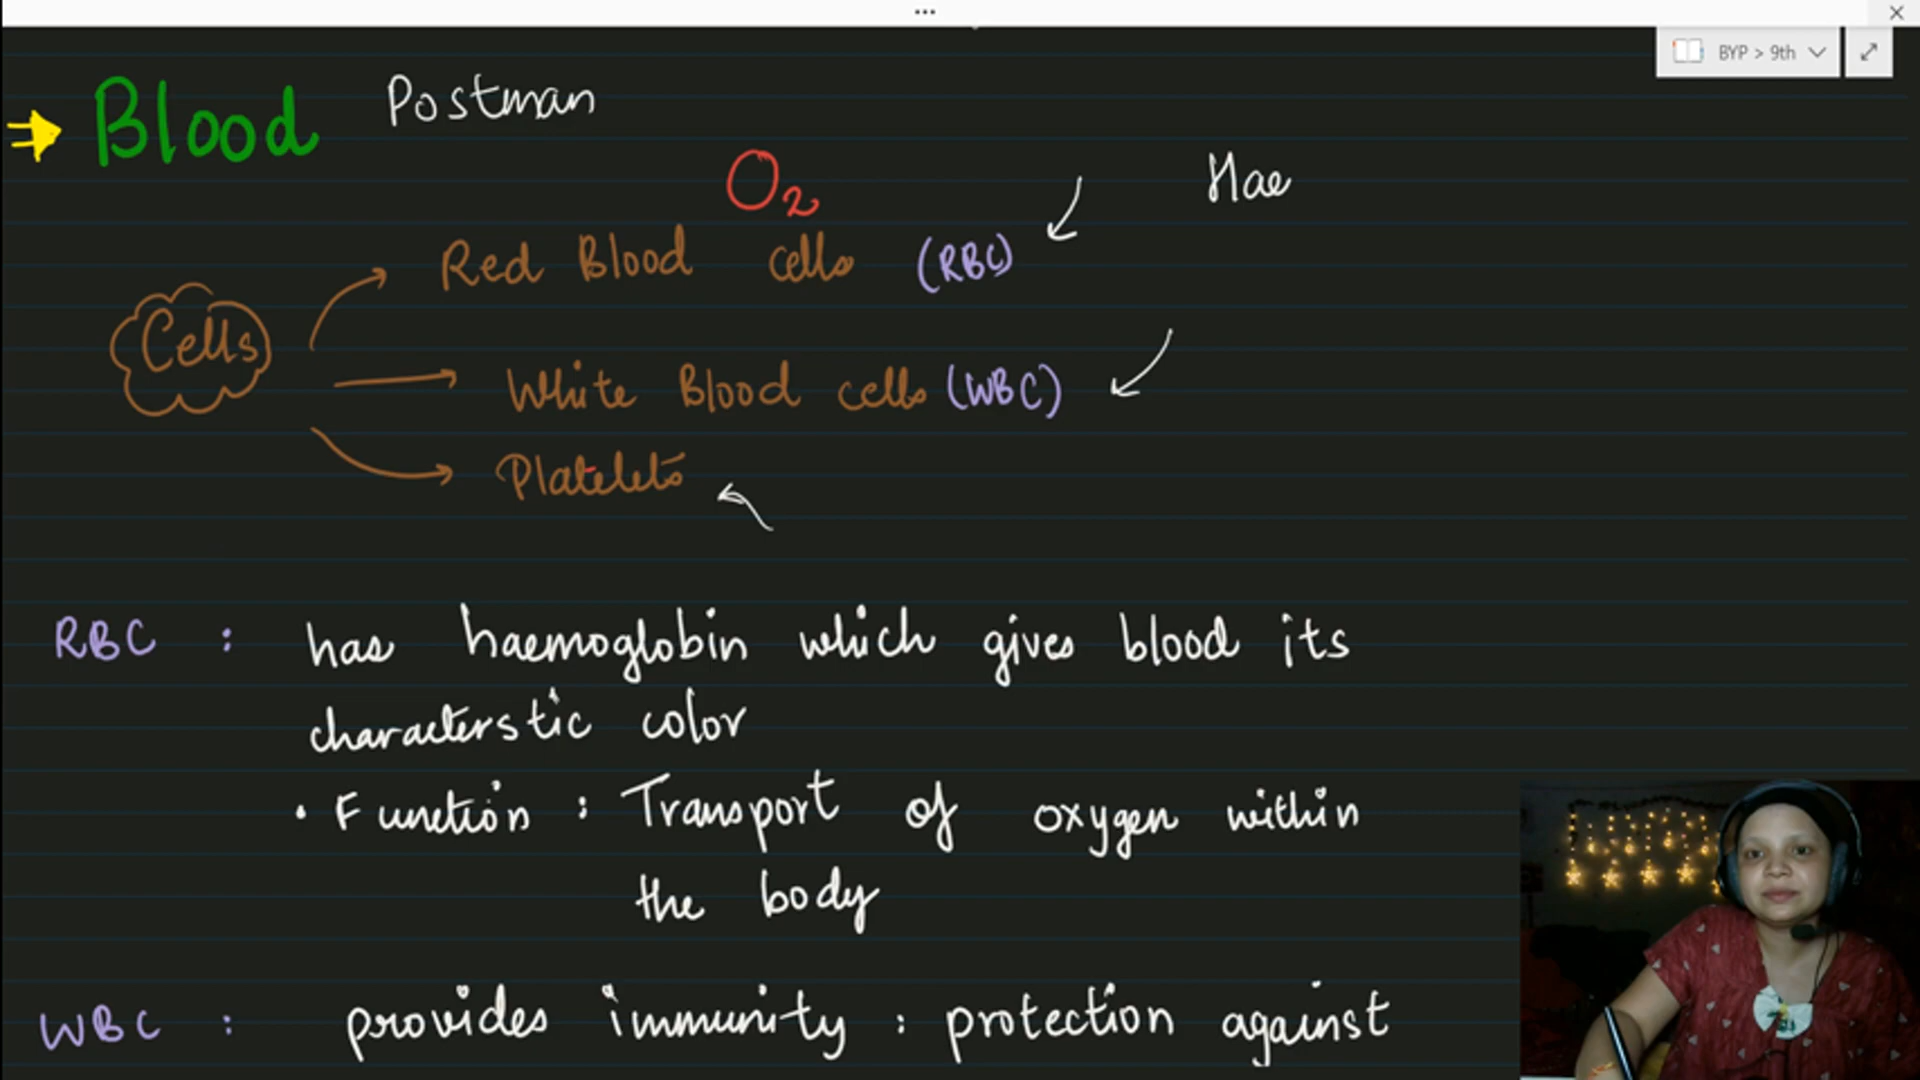 BYP > 9th
Blood Postman
O2
Hae
Red Blood cells (RBC)
Cells
White Blood cells (WBC)
Platelets
RBC : has haemoglobin which gives blood its
characterstic color
• Function : Transport of oxygen within
the body
WBC : provides immunity : protection against